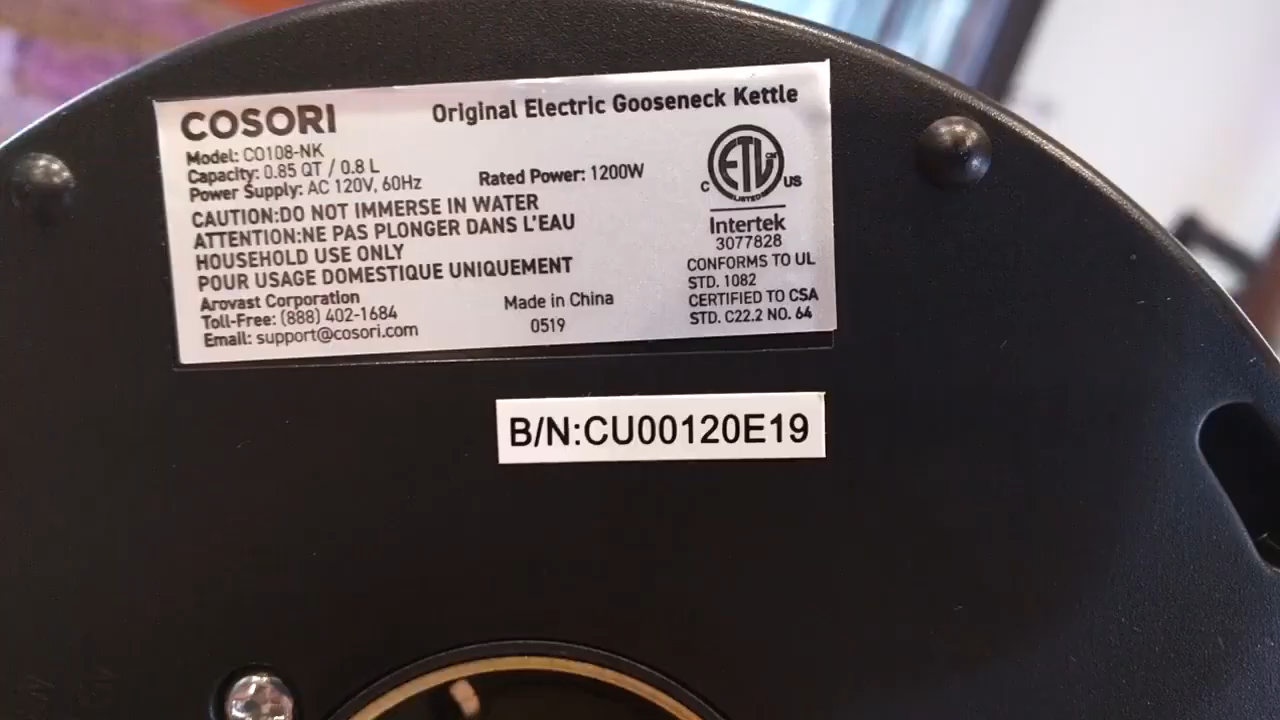 COSORI
Original Electric Gooseneck Kettle
Model: CO108-NK
Capacity: 0.85 QT / 0.8 L
Power Supply: AC 120V, 60Hz
Rated Power: 1200W
CAUTION:DO NOT IMMERSE IN WATER
ATTENTION:NE PAS PLONGER DANS L'EAU
HOUSEHOLD USE ONLY
POUR USAGE DOMESTIQUE UNIQUEMENT
Arovast Corporation
Toll-Free: (888) 402-1684
Email: support@cosori.com
Made in China
0519
ETL CM
LISTED
C US
Intertek
3077828
CONFORMS TO UL
STD. 1082
CERTIFIED TO CSA
STD. C22.2 NO. 64
B/N:CU00120E19